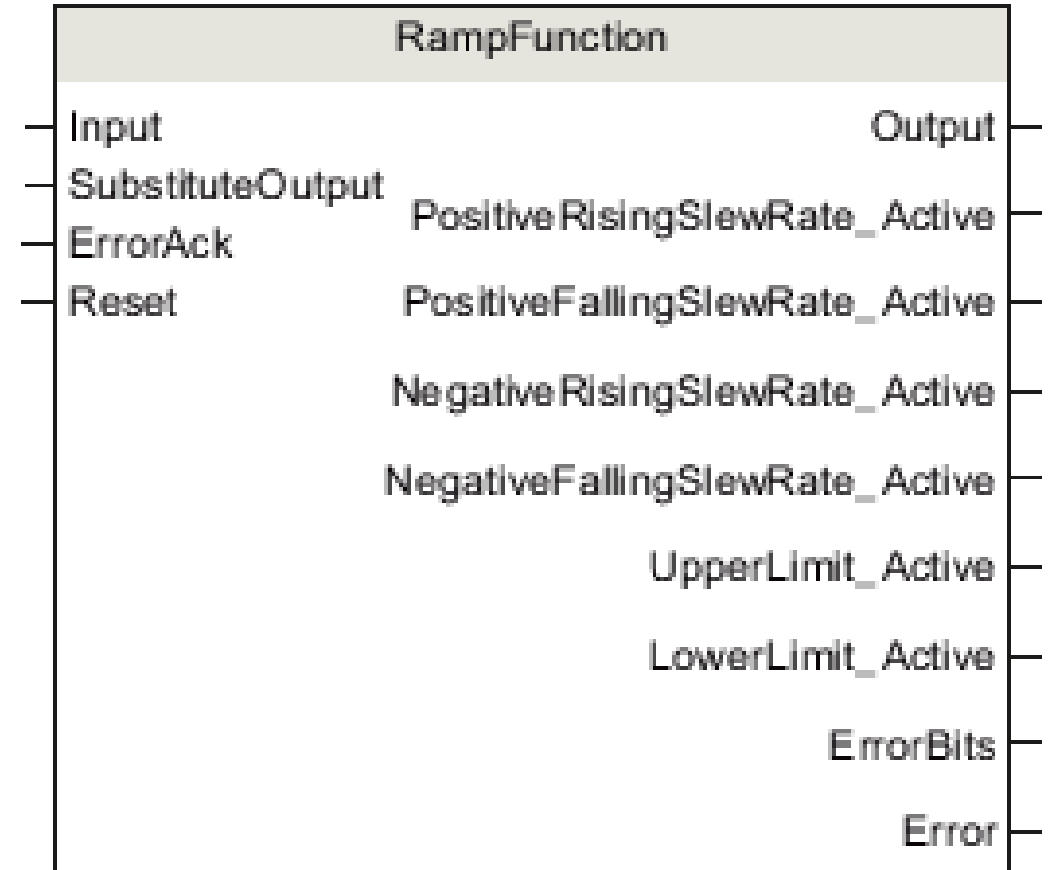 RampFunction
Input
Output
SubstituteOutput
PositiveRisingSlewRate_Active
ErrorAck
Reset
PositiveFallingSlewRate_Active
NegativeRisingSlewRate_Active
NegativeFallingSlewRate_Active
UpperLimit_Active
LowerLimit_Active
ErrorBits
Error